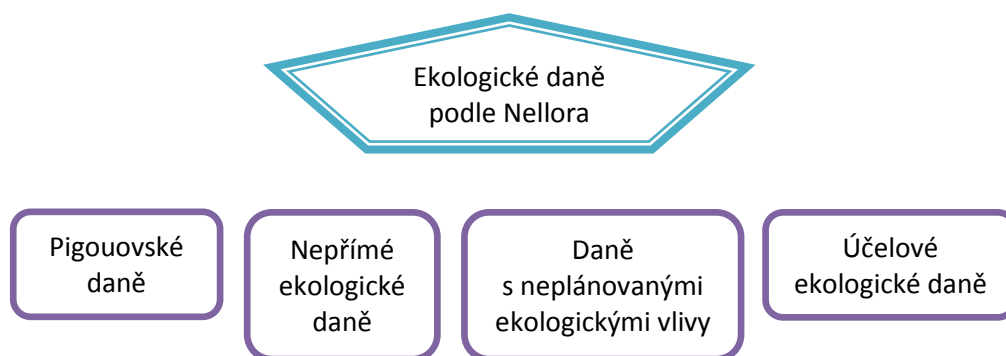 Ekologické daně
podle Nellora
Pigouovské
daně
Nepřímé
ekologické
daně
Daně
s neplánovanými
ekologickými vlivy
Účelové
ekologické daně